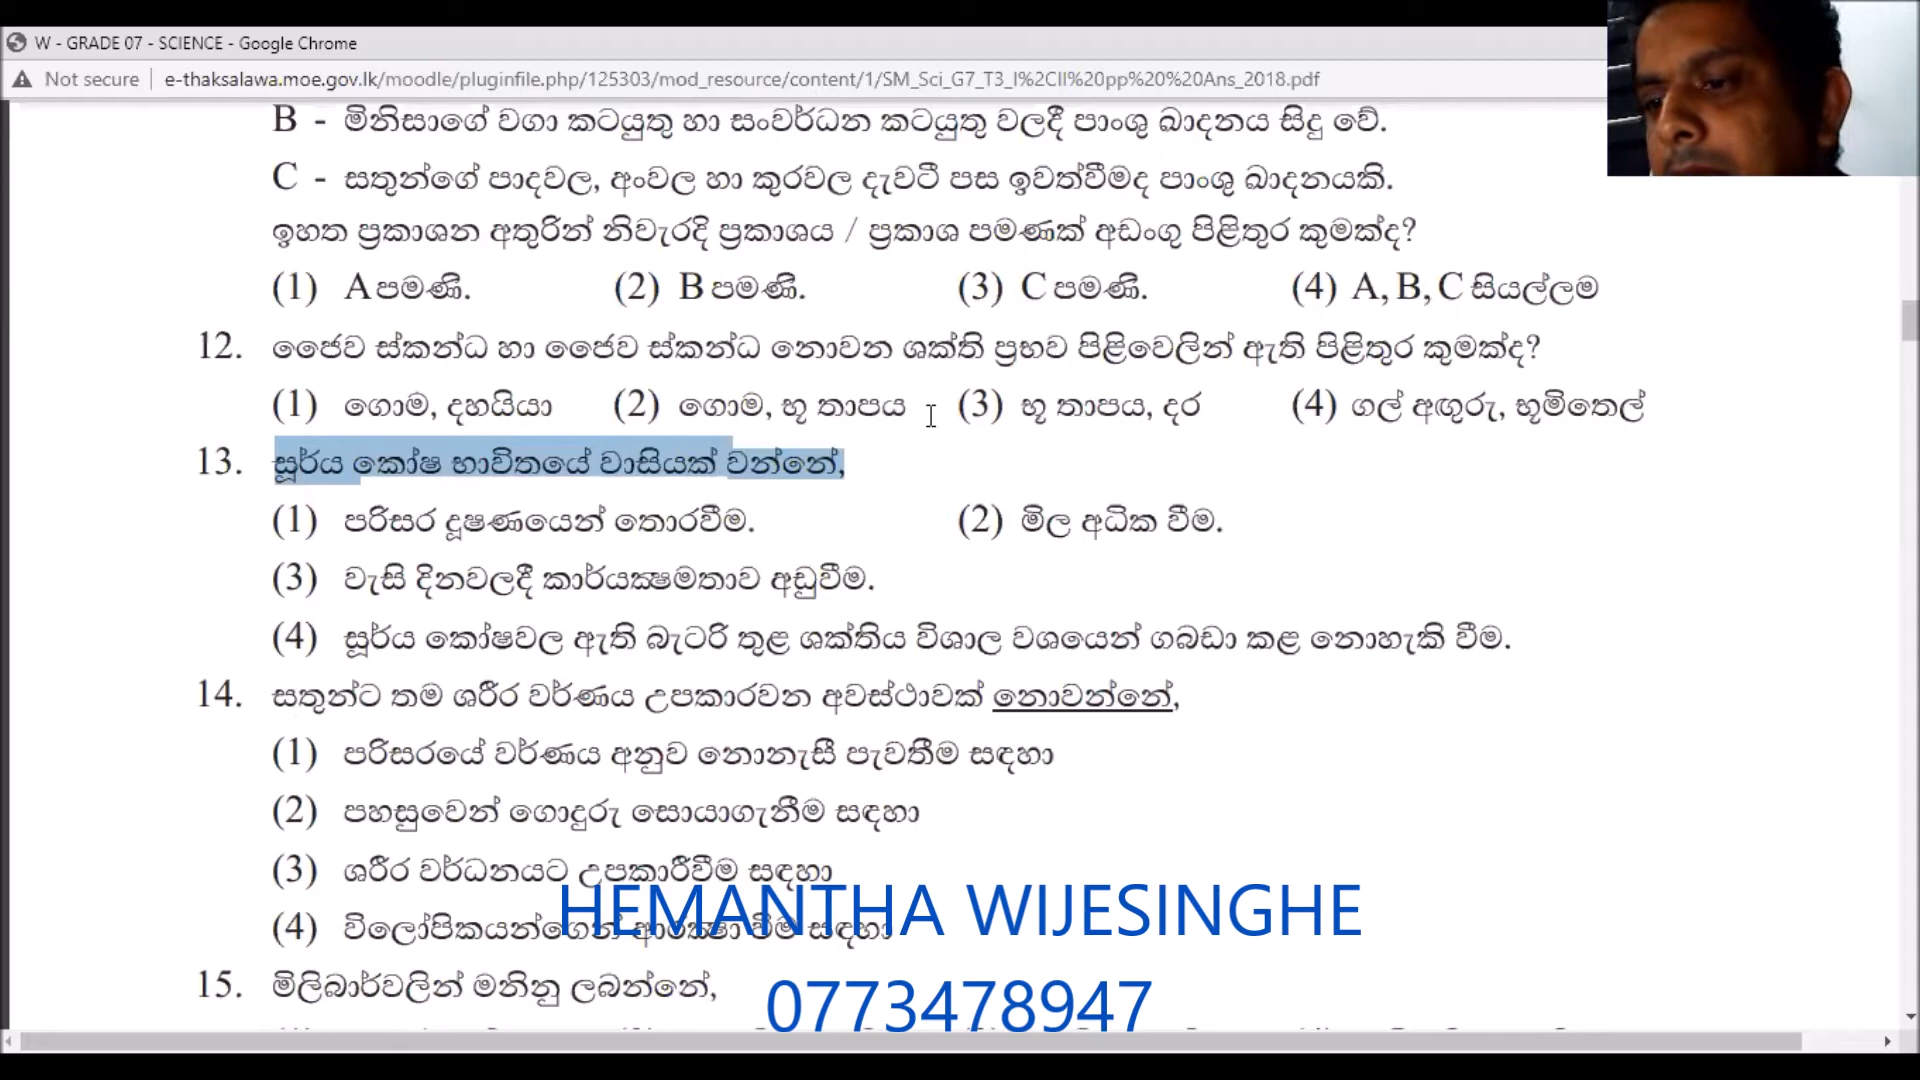 W - GRADE 07 - SCIENCE - Google Chrome
Not secure e-thaksalawa.moe.gov.lk/moodle/pluginfile.php/125303/mod_resource/content/1/SM_Sci_G7_T3_I%2CII%20pp%20%20Ans_2018.pdf
B - මිනිසාගේ වගා කටයුතු හා සංවර්ධන කටයුතු වලදී පාංශු ඛාදනය සිදු වේ.
C - සතුන්ගේ පාදවල, අංවල හා කුරවල දැවටී පස ඉවත්වීමද පාංශු ඛාදනයකි.
ඉහත ප්‍රකාශන අතුරින් නිවැරදි ප්‍රකාශය / ප්‍රකාශ පමණක් අඩංගු පිළිතුර කුමක්ද?
(1) A පමණි. (2) B පමණි. (3) C පමණි. (4) A, B, C සියල්ලම
12. ජෛව ස්කන්ධ හා ජෛව ස්කන්ධ නොවන ශක්ති ප්‍රභව පිළිවෙලින් ඇති පිළිතුර කුමක්ද?
(1) ගොම, දහයියා (2) ගොම, භූ තාපය (3) භූ තාපය, දර (4) ගල් අඟුරු, භූමිතෙල්
13. සූර්ය කෝෂ භාවිතයේ වාසියක් වන්නේ,
(1) පරිසර දූෂණයෙන් තොරවීම. (2) මිල අධික වීම.
(3) වැසි දිනවලදී කාර්යක්‍ෂමතාව අඩුවීම.
(4) සූර්ය කෝෂවල ඇති බැටරි තුළ ශක්තිය විශාල වශයෙන් ගබඩා කළ නොහැකි වීම.
14. සතුන්ට තම ශරීර වර්ණය උපකාරවන අවස්ථාවක් නොවන්නේ,
(1) පරිසරයේ වර්ණය අනුව නොනැසී පැවතීම සඳහා
(2) පහසුවෙන් ගොදුරු සොයාගැනීම සඳහා
(3) ශරීර වර්ධනයට උපකාරීවීම සඳහා
(4) විලෝපිකයන්ගෙන් ආරක්‍ෂා වීම සඳහා
HEMANTHA WIJESINGHE
15. මිලිබාර්වලින් මනිනු ලබන්නේ,
0773478947